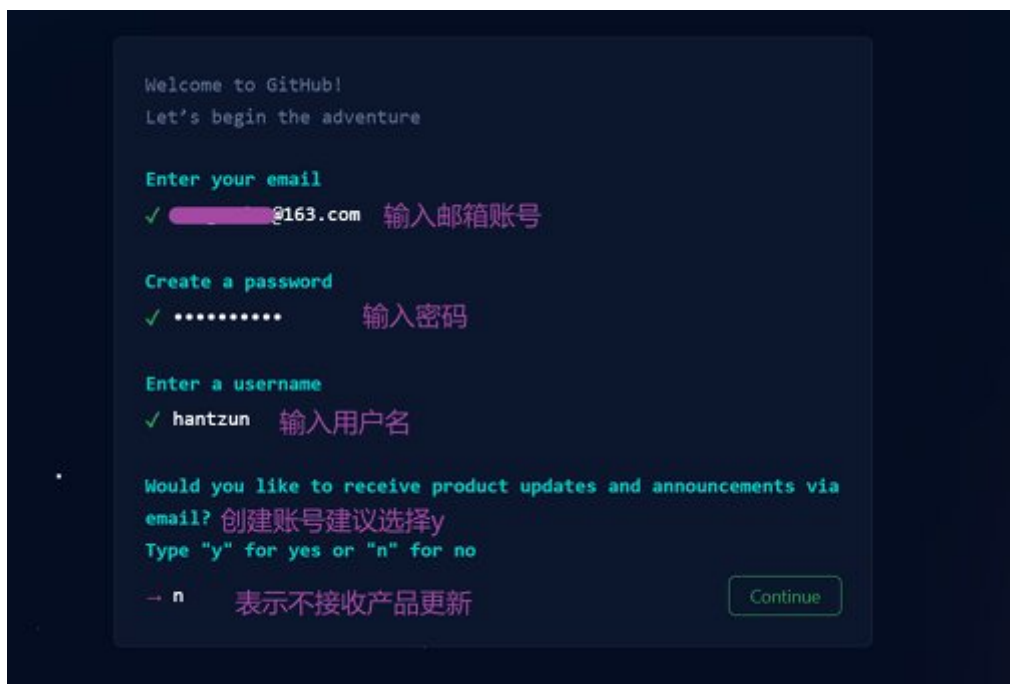 Welcome to GitHub!
Let's begin the adventure
Enter your email
✓ @163.com 输入邮箱账号
Create a password
✓ •••••••••• 输入密码
Enter a username
✓ hantzun 输入用户名
Would you like to receive product updates and announcements via
email? 创建账号建议选择y
Type "y" for yes or "n" for no
→ n 表示不接收产品更新 Continue